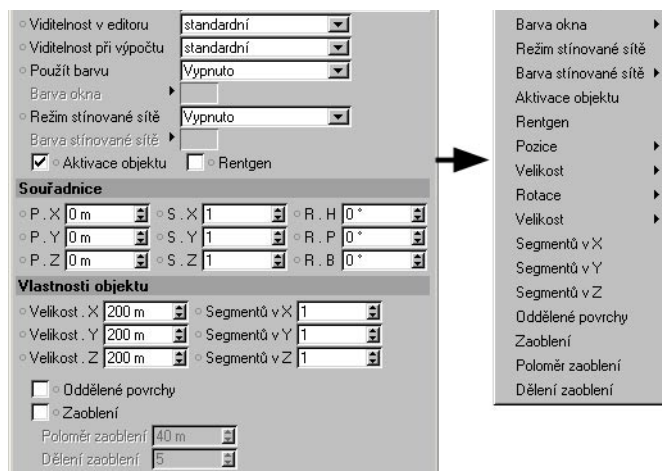 Viditelnost v editoru standardní
Viditelnost při výpočtu standardní
Použít barvu Vypnuto
Barva okna
Režim stínované sítě Vypnuto
Barva stínované sítě
Aktivace objektu Rentgen
Souřadnice
P . X 0 m S . X 1 R . H 0 °
P . Y 0 m S . Y 1 R . P 0 °
P . Z 0 m S . Z 1 R . B 0 °
Vlastnosti objektu
Velikost . X 200 m Segmentů v X 1
Velikost . Y 200 m Segmentů v Y 1
Velikost . Z 200 m Segmentů v Z 1
Oddělené povrchy
Zaoblení
Poloměr zaoblení 40 m
Dělení zaoblení 5
Barva okna
Režim stínované sítě
Barva stínované sítě
Aktivace objektu
Rentgen
Pozice
Velikost
Rotace
Velikost
Segmentů v X
Segmentů v Y
Segmentů v Z
Oddělené povrchy
Zaoblení
Poloměr zaoblení
Dělení zaoblení